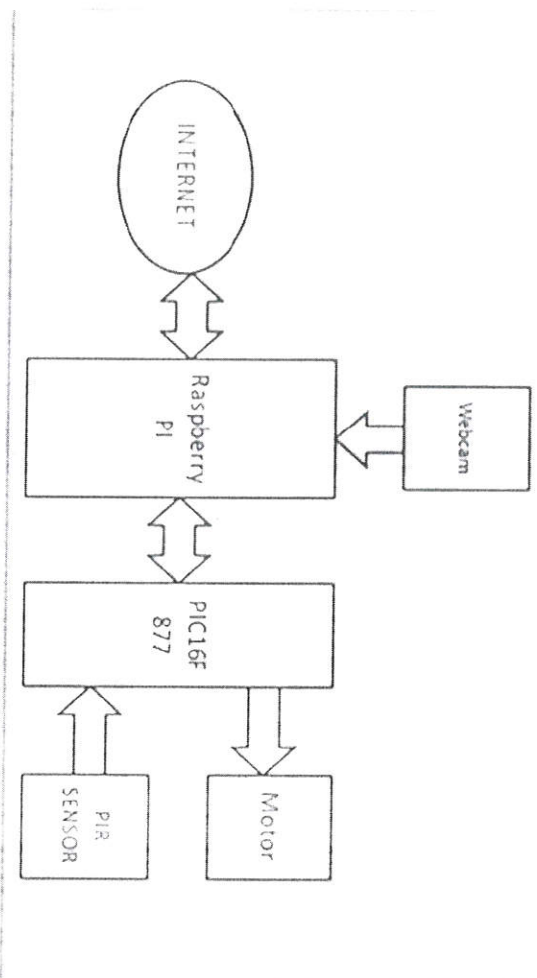 Webcam
INTERNET
Raspberry
PI
PIC16F
877
Motor
PIR
SENSOR